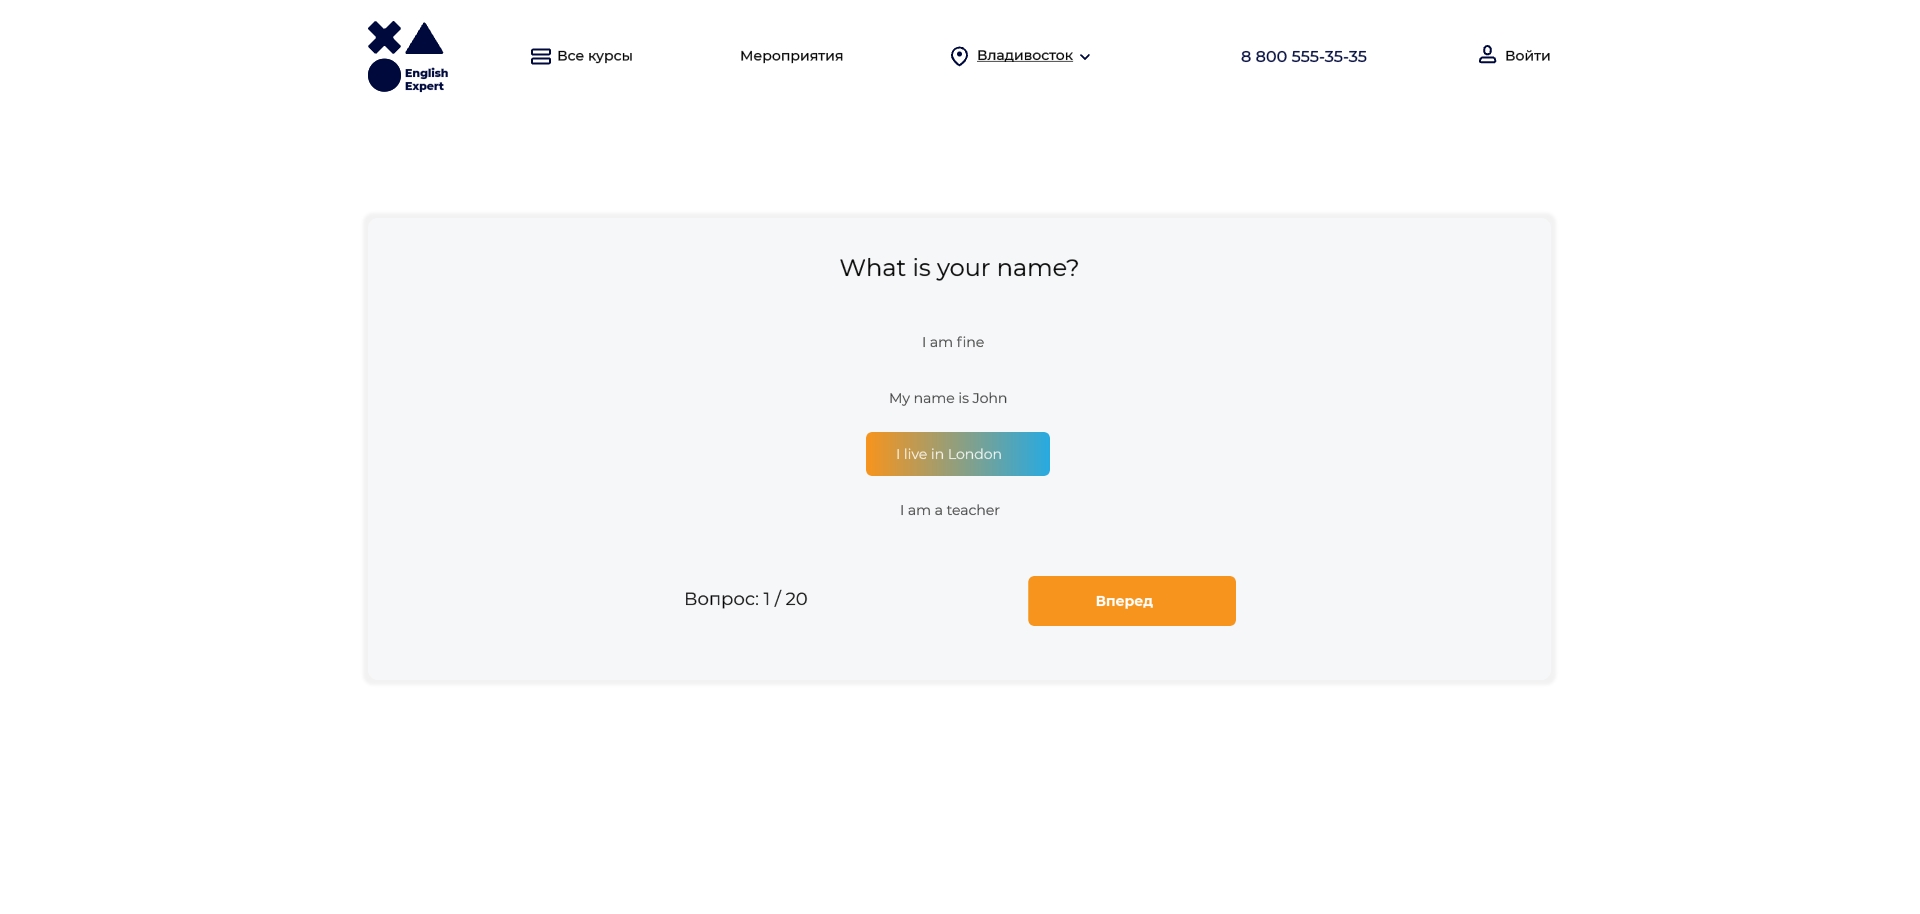 English
Expert
Все курсы
Мероприятия
Владивосток
8 800 555-35-35
Войти
What is your name?
I am fine
My name is John
I live in London
I am a teacher
Вопрос: 1 / 20
Вперед